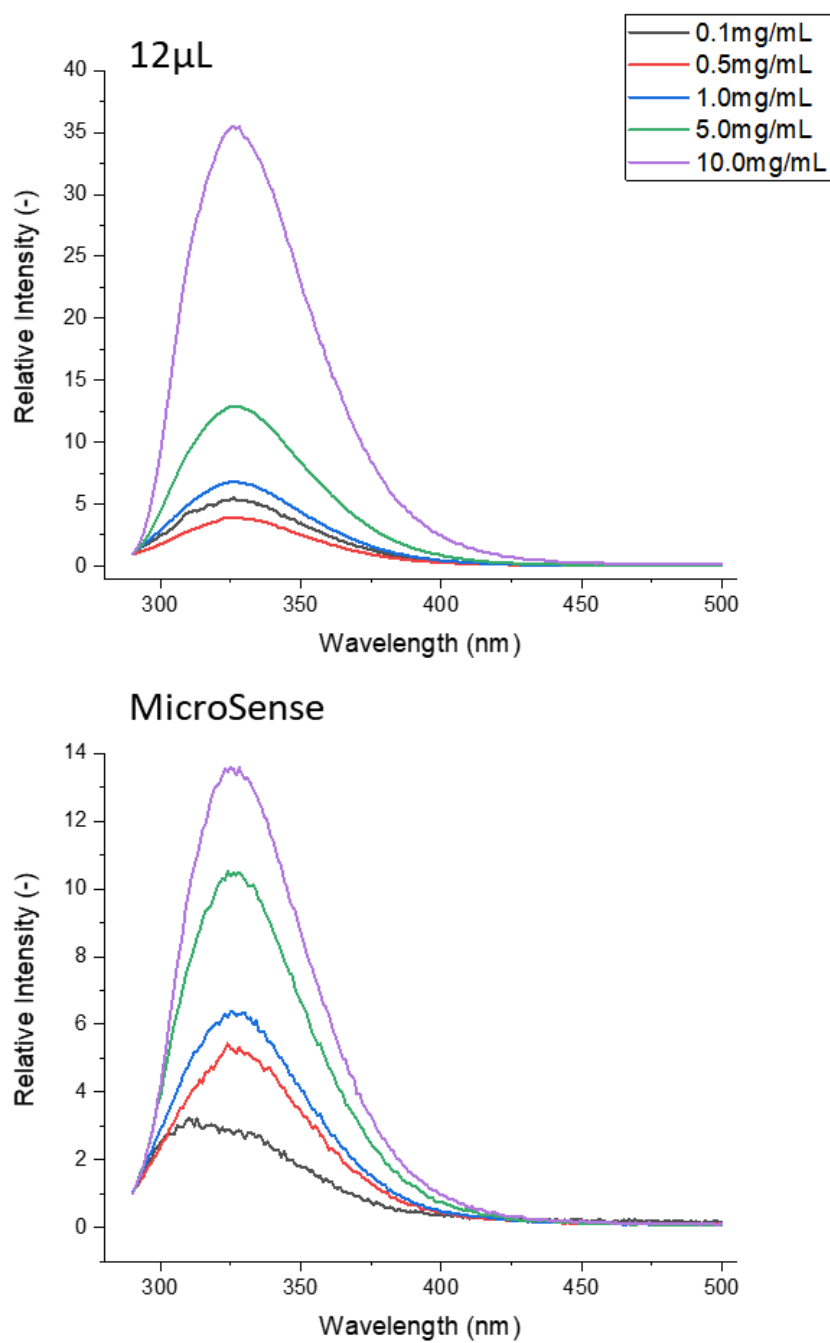 12µL
0.1mg/mL
0.5mg/mL
1.0mg/mL
5.0mg/mL
10.0mg/mL
Relative Intensity (-)
40
35
30
25
20
15
10
5
0
300 350 400 450 500
Wavelength (nm)
MicroSense
Relative Intensity (-)
14
12
10
8
6
4
2
0
300 350 400 450 500
Wavelength (nm)